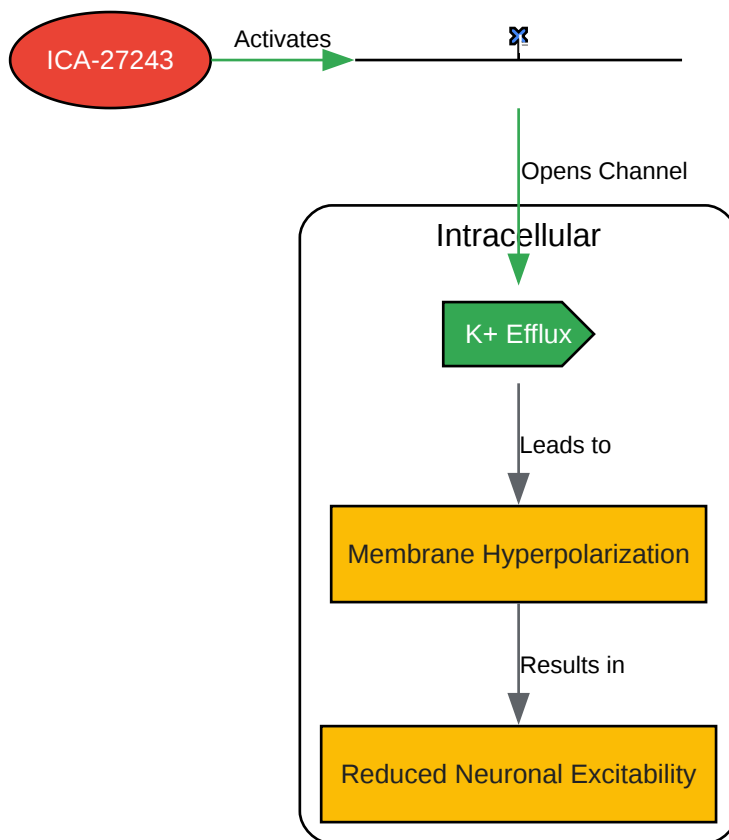 ICA-27243
Activates
Opens Channel
Intracellular
K+ Efflux
Leads to
Membrane Hyperpolarization
Results in
Reduced Neuronal Excitability